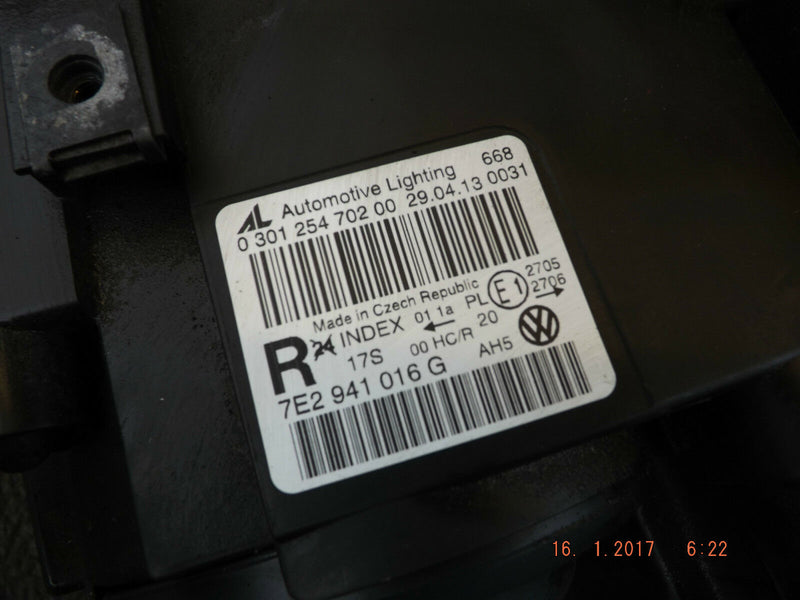 AL Automotive Lighting 668
0 301 254 702 00 29.04.13 0031
Made in Czech Republic
R INDEX 01 1a PL E1 2705
2706
17S 00 HC/R 20
AH5
7E2 941 016 G
16. 1.2017 6:22